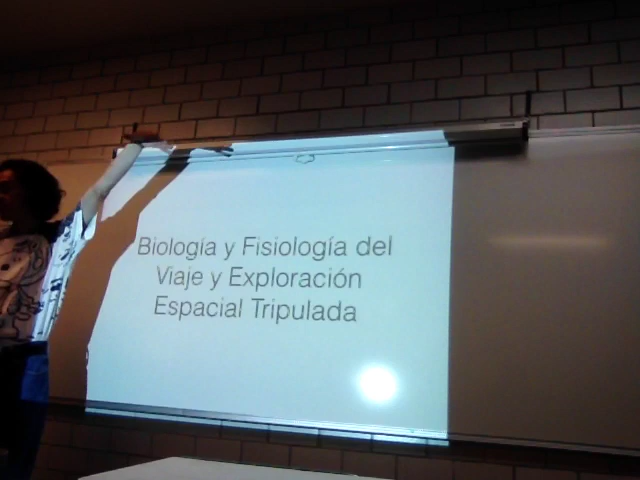 Biología y Fisiología del
Viaje y Exploración
Espacial Tripulada